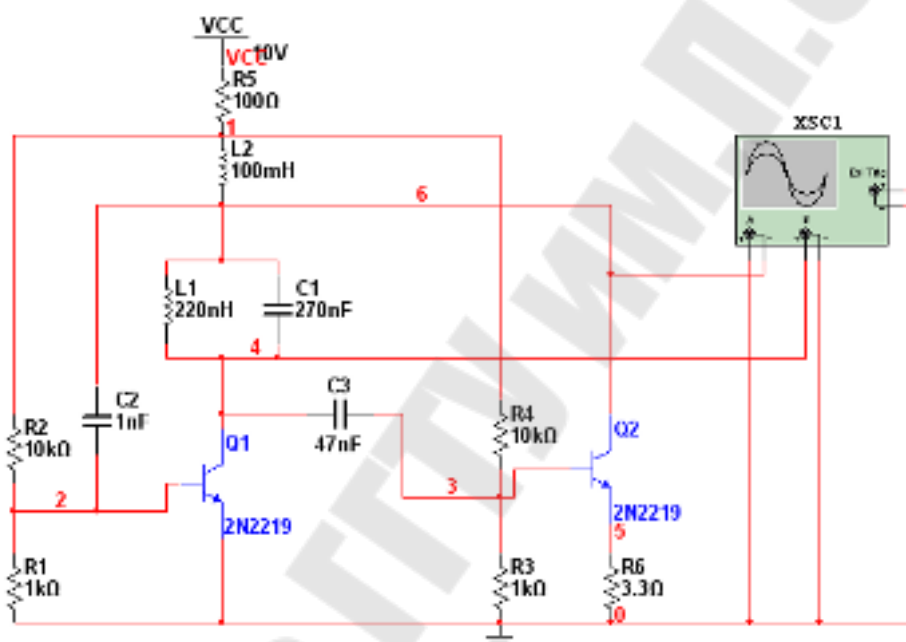 VCC
VCC 10V
R5
100Ω
1
L2
100mH
XSC1
6
A
B
L1
220nH
C1
270nF
4
C3
47nF
C2
1nF
R2
10kΩ
R4
10kΩ
Q1
Q2
2
3
2N2219
2N2219
5
R1
1kΩ
R3
1kΩ
R6
3.3Ω
0
ГГТУ ИМ. П.